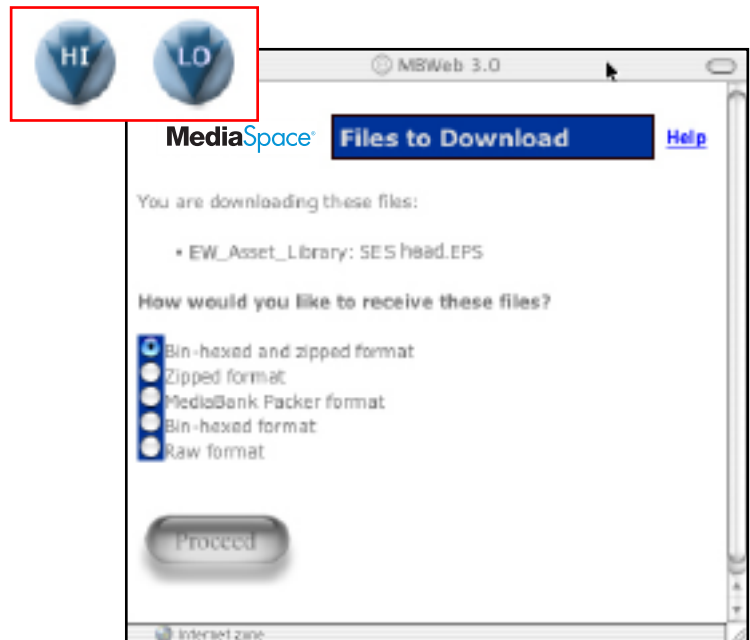 HI LO
MBWeb 3.0
MediaSpace Files to Download Help
You are downloading these files:
• EW_Asset_Library: SES head.EPS
How would you like to receive these files?
Bin-hexed and zipped format
Zipped format
MediaBank Packer format
Bin-hexed format
Raw format
Proceed
Internet zone